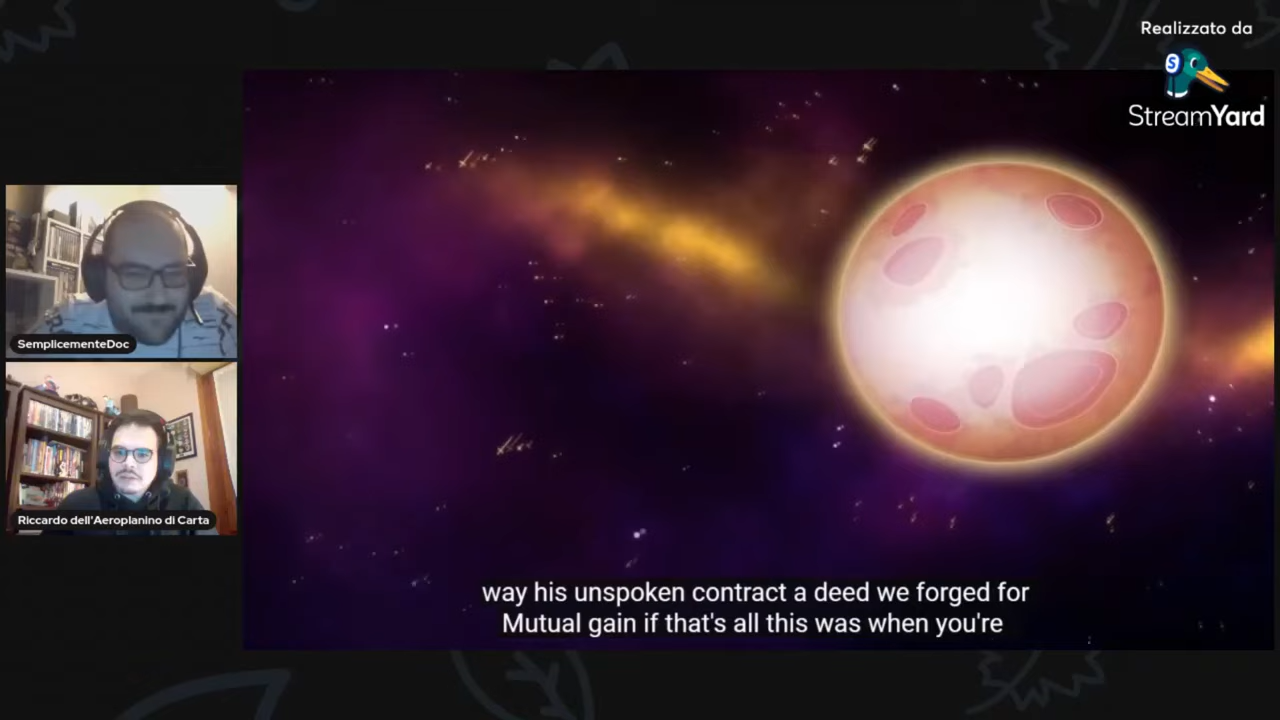 Realizzato da
S
StreamYard
SemplicementeDoc
Riccardo dell'Aeroplanino di Carta
way his unspoken contract a deed we forged for
Mutual gain if that's all this was when you're